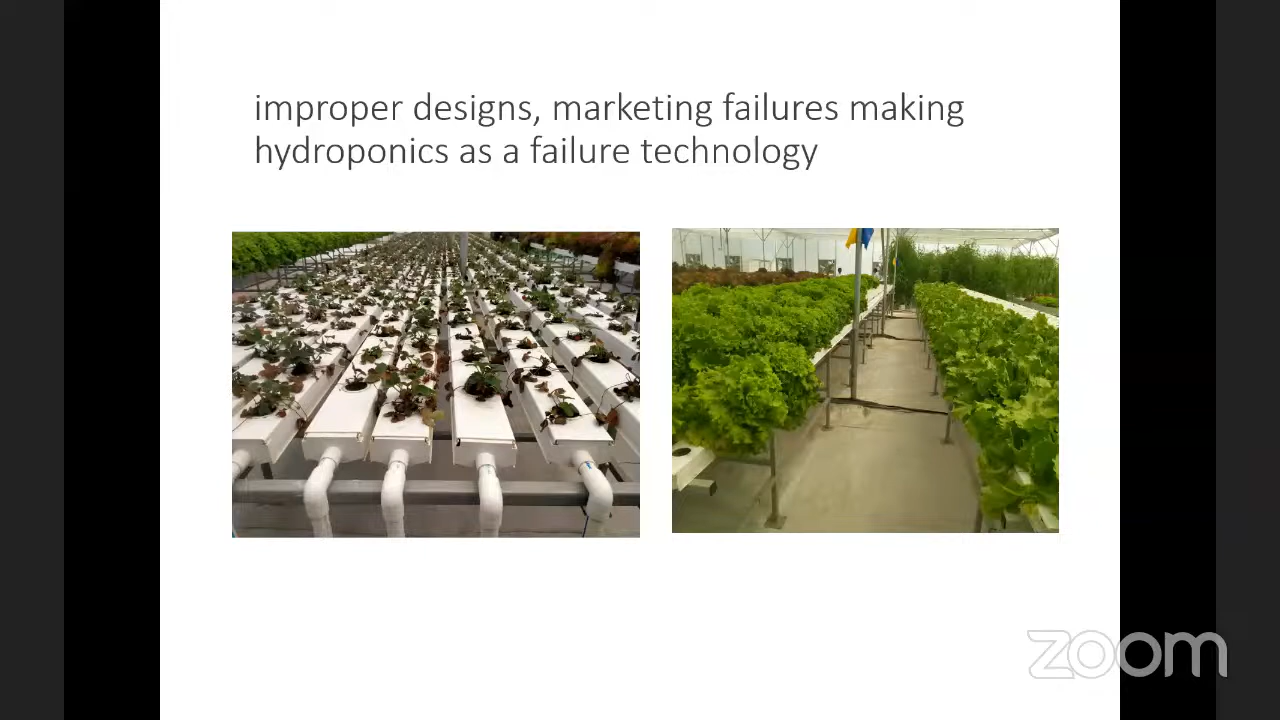 improper designs, marketing failures making
hydroponics as a failure technology
zoom